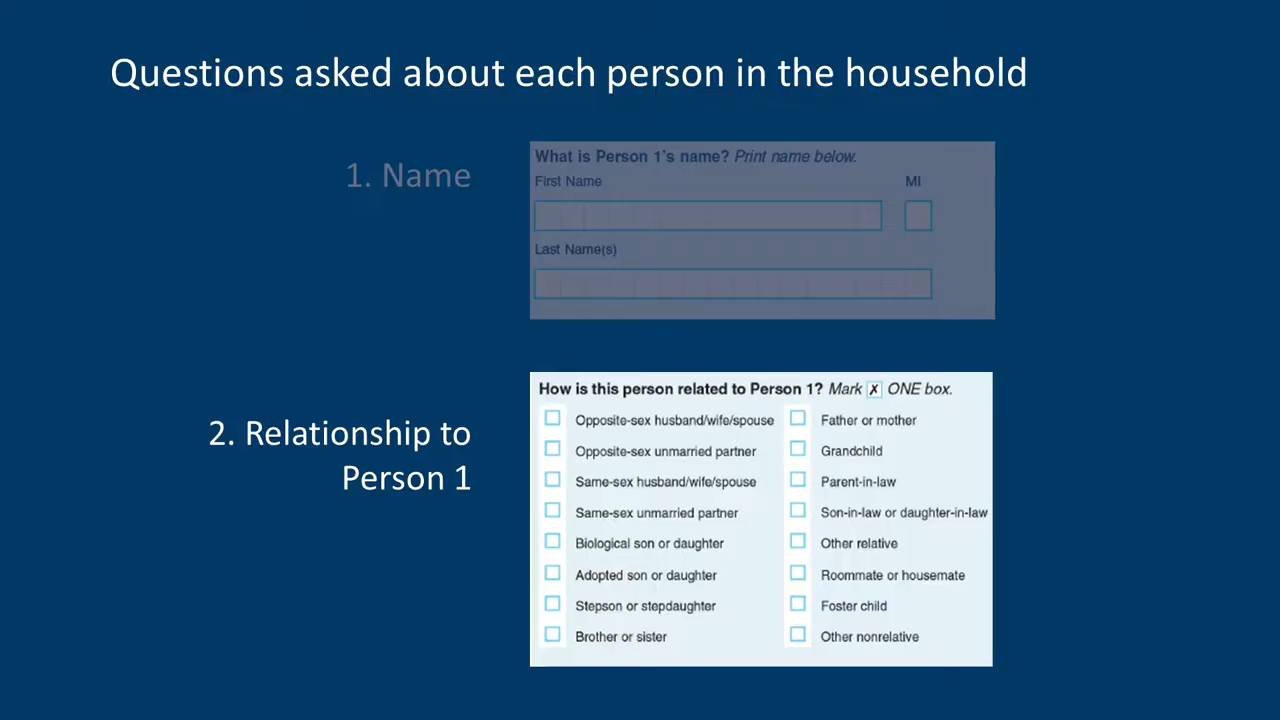 Questions asked about each person in the household
1. Name
What is Person 1's name? Print name below.
First Name MI
Last Name(s)
2. Relationship to
Person 1
How is this person related to Person 1? Mark X ONE box.
Opposite-sex husband/wife/spouse
Opposite-sex unmarried partner
Same-sex husband/wife/spouse
Same-sex unmarried partner
Biological son or daughter
Adopted son or daughter
Stepson or stepdaughter
Brother or sister
Father or mother
Grandchild
Parent-in-law
Son-in-law or daughter-in-law
Other relative
Roommate or housemate
Foster child
Other nonrelative